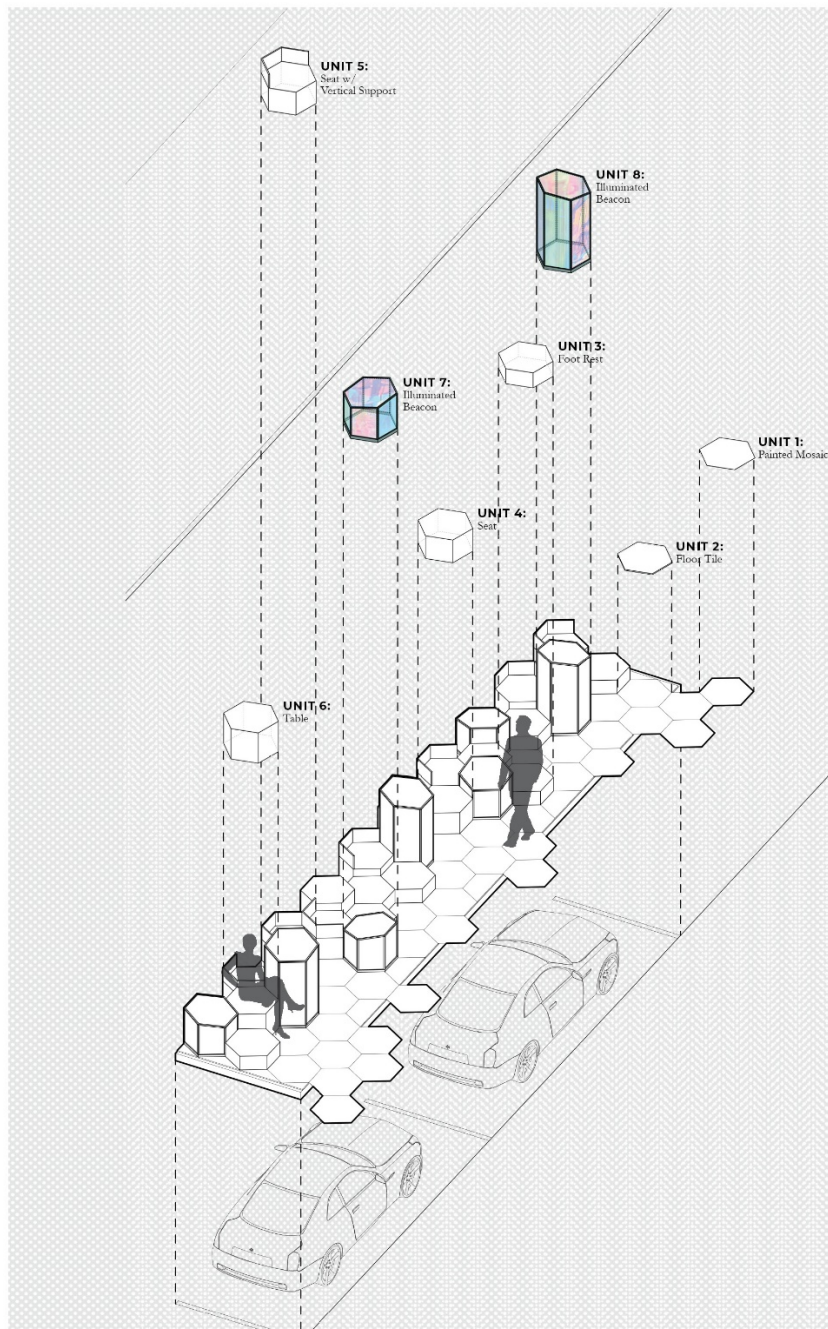 UNIT 5:
Seat w/
Vertical Support
UNIT 8:
Illuminated
Beacon
UNIT 3:
Foot Rest
UNIT 7:
Illuminated
Beacon
UNIT 1:
Painted Mosaic
UNIT 4:
Seat
UNIT 2:
Floor Tile
UNIT 6:
Table